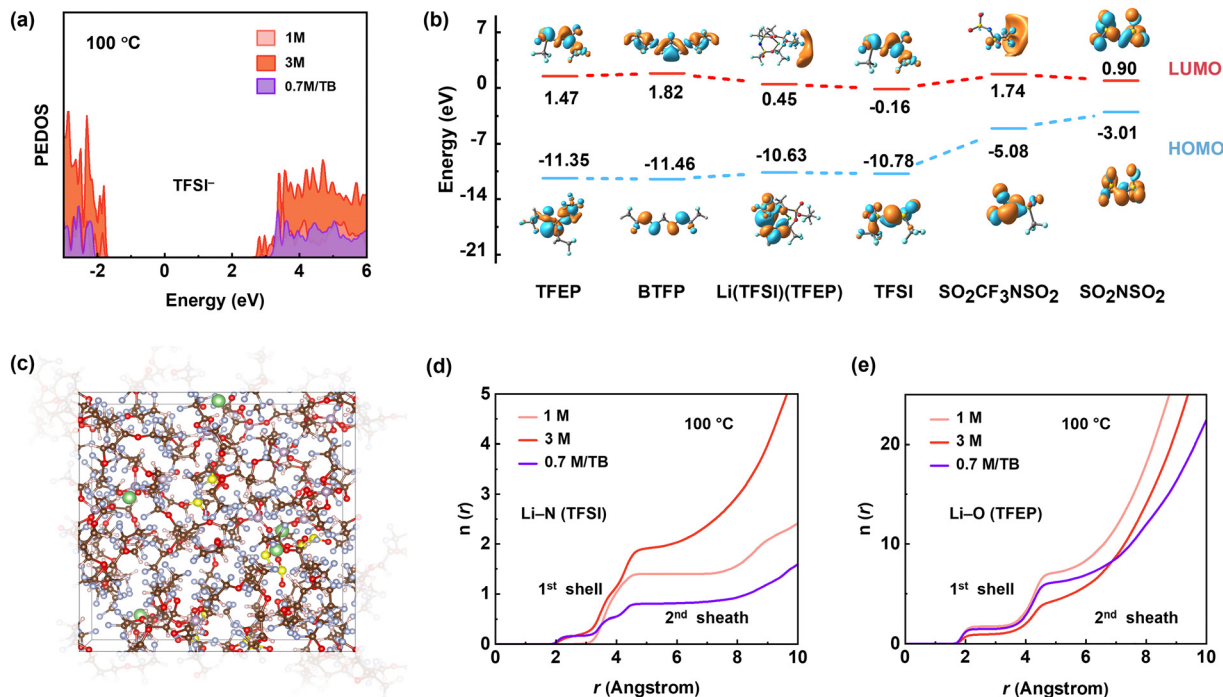 (a)
100 °C
1M
3M
0.7M/TB
PEDOS
TFSI⁻
-2 0 2 4 6
Energy (eV)
(b)
7
0
-7
-14
-21
Energy (eV)
LUMO
1.47 1.82 0.45 -0.16 1.74 0.90
HOMO
-11.35 -11.46 -10.63 -10.78 -5.08 -3.01
TFEP BTFP Li(TFSI)(TFEP) TFSI SO₂CF₃NSO₂ SO₂NSO₂
(c)
(d)
5
4
3
2
1
0
n (r)
1 M
3 M
0.7 M/TB
100 °C
Li–N (TFSI)
1ˢᵗ shell
2ⁿᵈ sheath
0 2 4 6 8 10
r (Angstrom)
(e)
20
10
0
n (r)
1 M
3 M
0.7 M/TB
100 °C
Li–O (TFEP)
1ˢᵗ shell
2ⁿᵈ sheath
0 2 4 6 8 10
r (Angstrom)